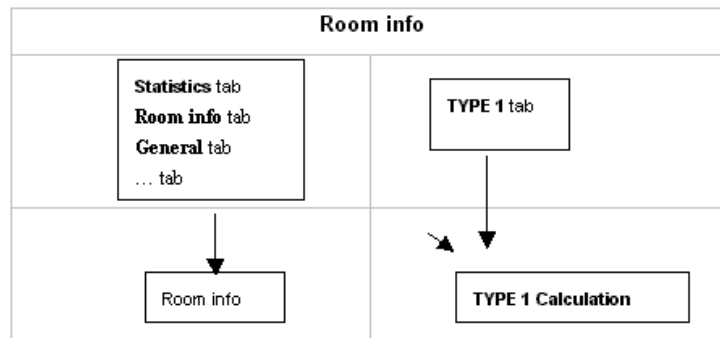 Room info
Statistics tab
Room info tab
General tab
... tab
TYPE 1 tab
Room info
TYPE 1 Calculation